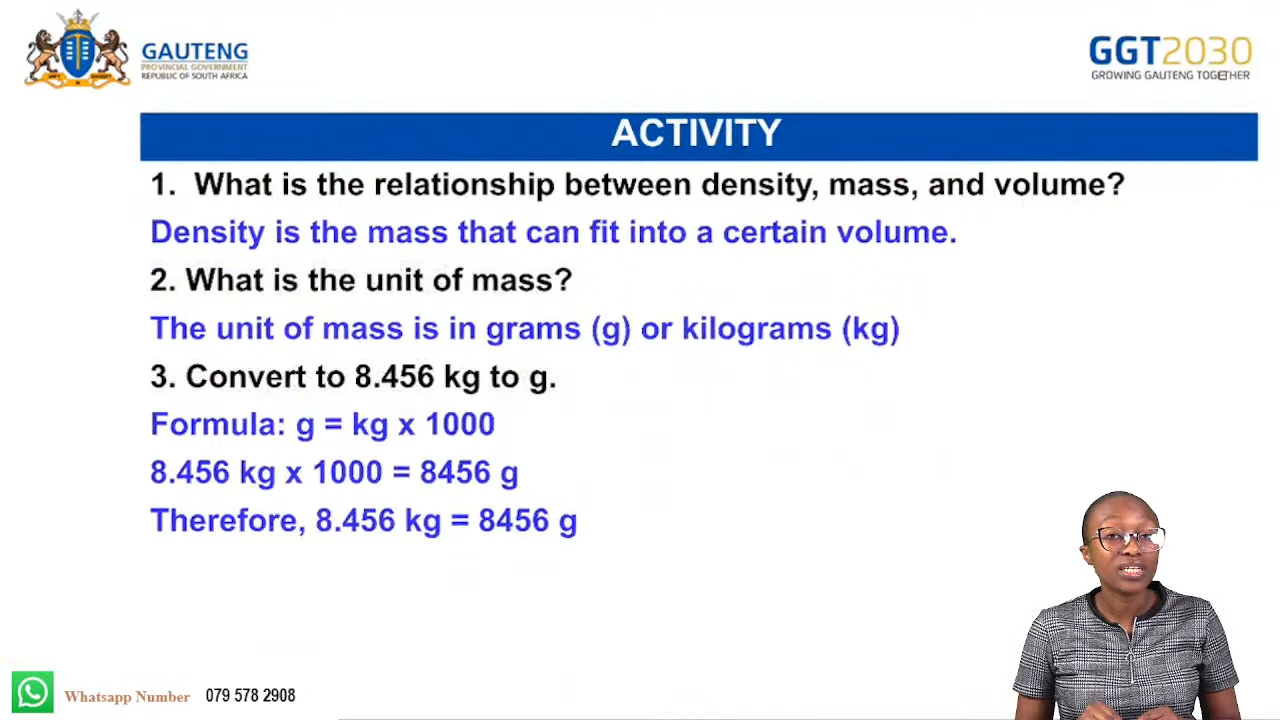 GAUTENG
PROVINCIAL GOVERNMENT
REPUBLIC OF SOUTH AFRICA
GGT2030
GROWING GAUTENG TOGETHER
ACTIVITY
1. What is the relationship between density, mass, and volume?
Density is the mass that can fit into a certain volume.
2. What is the unit of mass?
The unit of mass is in grams (g) or kilograms (kg)
3. Convert to 8.456 kg to g.
Formula: g = kg x 1000
8.456 kg x 1000 = 8456 g
Therefore, 8.456 kg = 8456 g
Whatsapp Number 079 578 2908